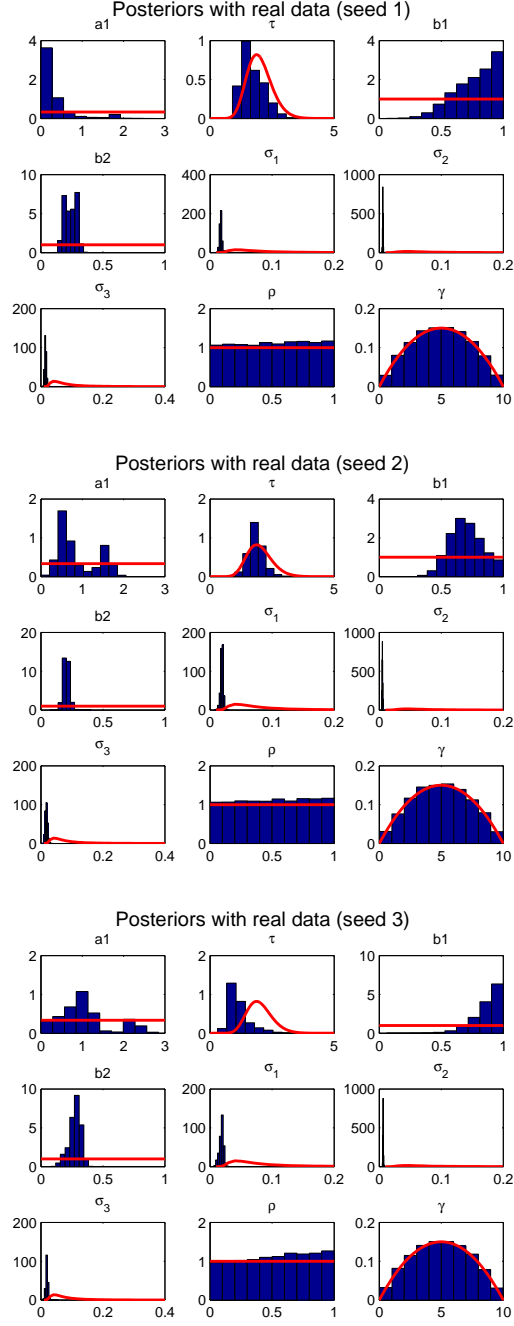 Posteriors with real data (seed 1)
a1 τ b1
4 2 0 0 1 2 3
1 0.5 0 0 5
4 2 0 0 0.5 1
b2 σ1 σ2
10 5 0 0 0.5 1
400 200 0 0 0.1 0.2
1000 500 0 0 0.1 0.2
σ3 ρ γ
200 100 0 0 0.2 0.4
2 1 0 0 0.5 1
0.2 0.1 0 0 5 10
Posteriors with real data (seed 2)
a1 τ b1
2 1 0 0 1 2 3
2 1 0 0 5
4 2 0 0 0.5 1
b2 σ1 σ2
20 10 0 0 0.5 1
200 100 0 0 0.1 0.2
1000 500 0 0 0.1 0.2
σ3 ρ γ
200 100 0 0 0.2 0.4
2 1 0 0 0.5 1
0.2 0.1 0 0 5 10
Posteriors with real data (seed 3)
a1 τ b1
2 1 0 0 1 2 3
2 1 0 0 5
10 5 0 0 0.5 1
b2 σ1 σ2
10 5 0 0 0.5 1
200 100 0 0 0.1 0.2
1000 500 0 0 0.1 0.2
σ3 ρ γ
200 100 0 0 0.2 0.4
2 1 0 0 0.5 1
0.2 0.1 0 0 5 10